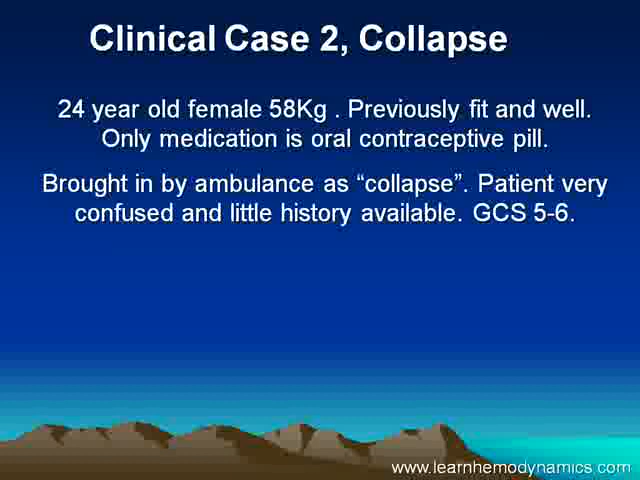 Clinical Case 2, Collapse
24 year old female 58Kg . Previously fit and well.
Only medication is oral contraceptive pill.
Brought in by ambulance as “collapse”. Patient very
confused and little history available. GCS 5-6.
www.learnhemodynamics.com